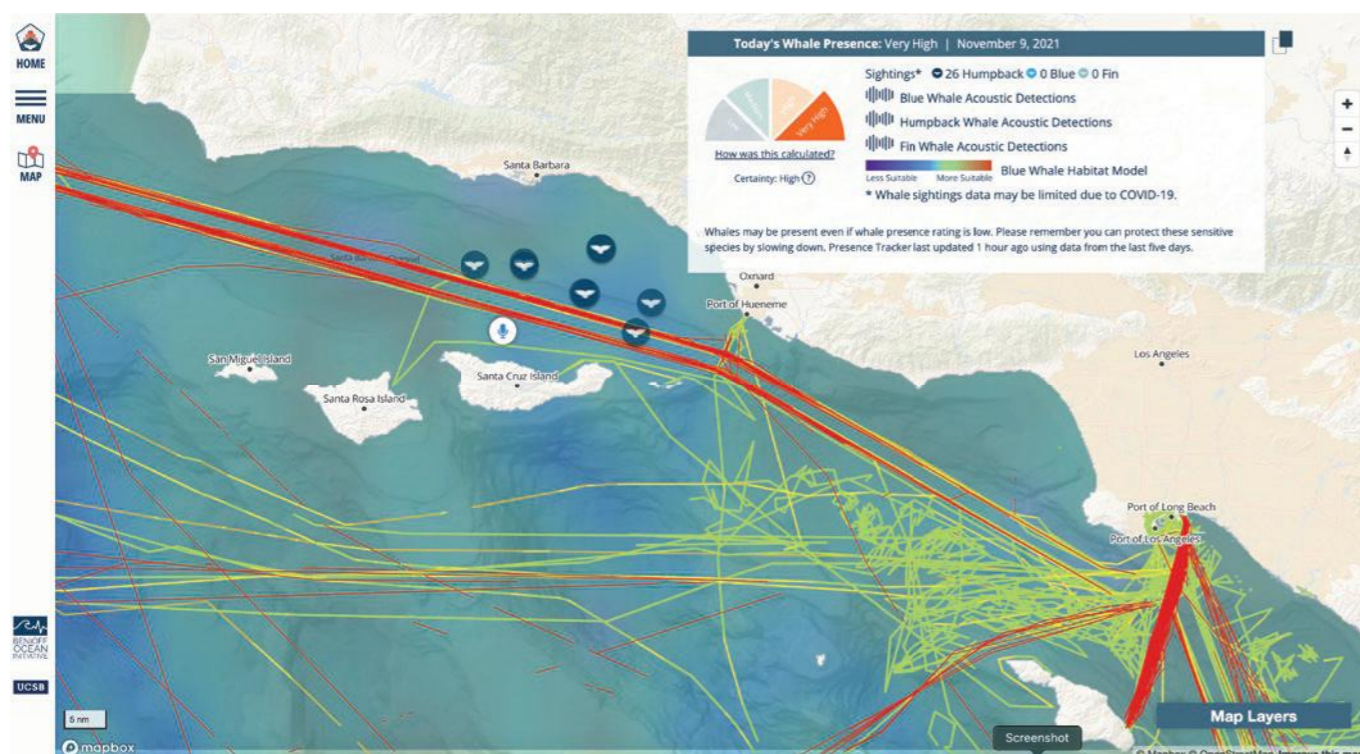 HOME
MENU
MAP
Today's Whale Presence: Very High | November 9, 2021
Sightings* 26 Humpback 0 Blue 0 Fin
Blue Whale Acoustic Detections
Humpback Whale Acoustic Detections
Fin Whale Acoustic Detections
Very High
How was this calculated?
Certainty: High ?
Blue Whale Habitat Model
Less Suitable More Suitable
* Whale sightings data may be limited due to COVID-19.
Whales may be present even if whale presence rating is low. Please remember you can protect these sensitive
species by slowing down. Presence Tracker last updated 1 hour ago using data from the last five days.
Santa Barbara
Oxnard
Port of Hueneme
Los Angeles
San Miguel Island
Santa Cruz Island
Santa Rosa Island
Port of Long Beach
Port of Los Angeles
BENIOFF
OCEAN
INITIATIVE
UCSB
5 nm
Map Layers
Screenshot
mapbox